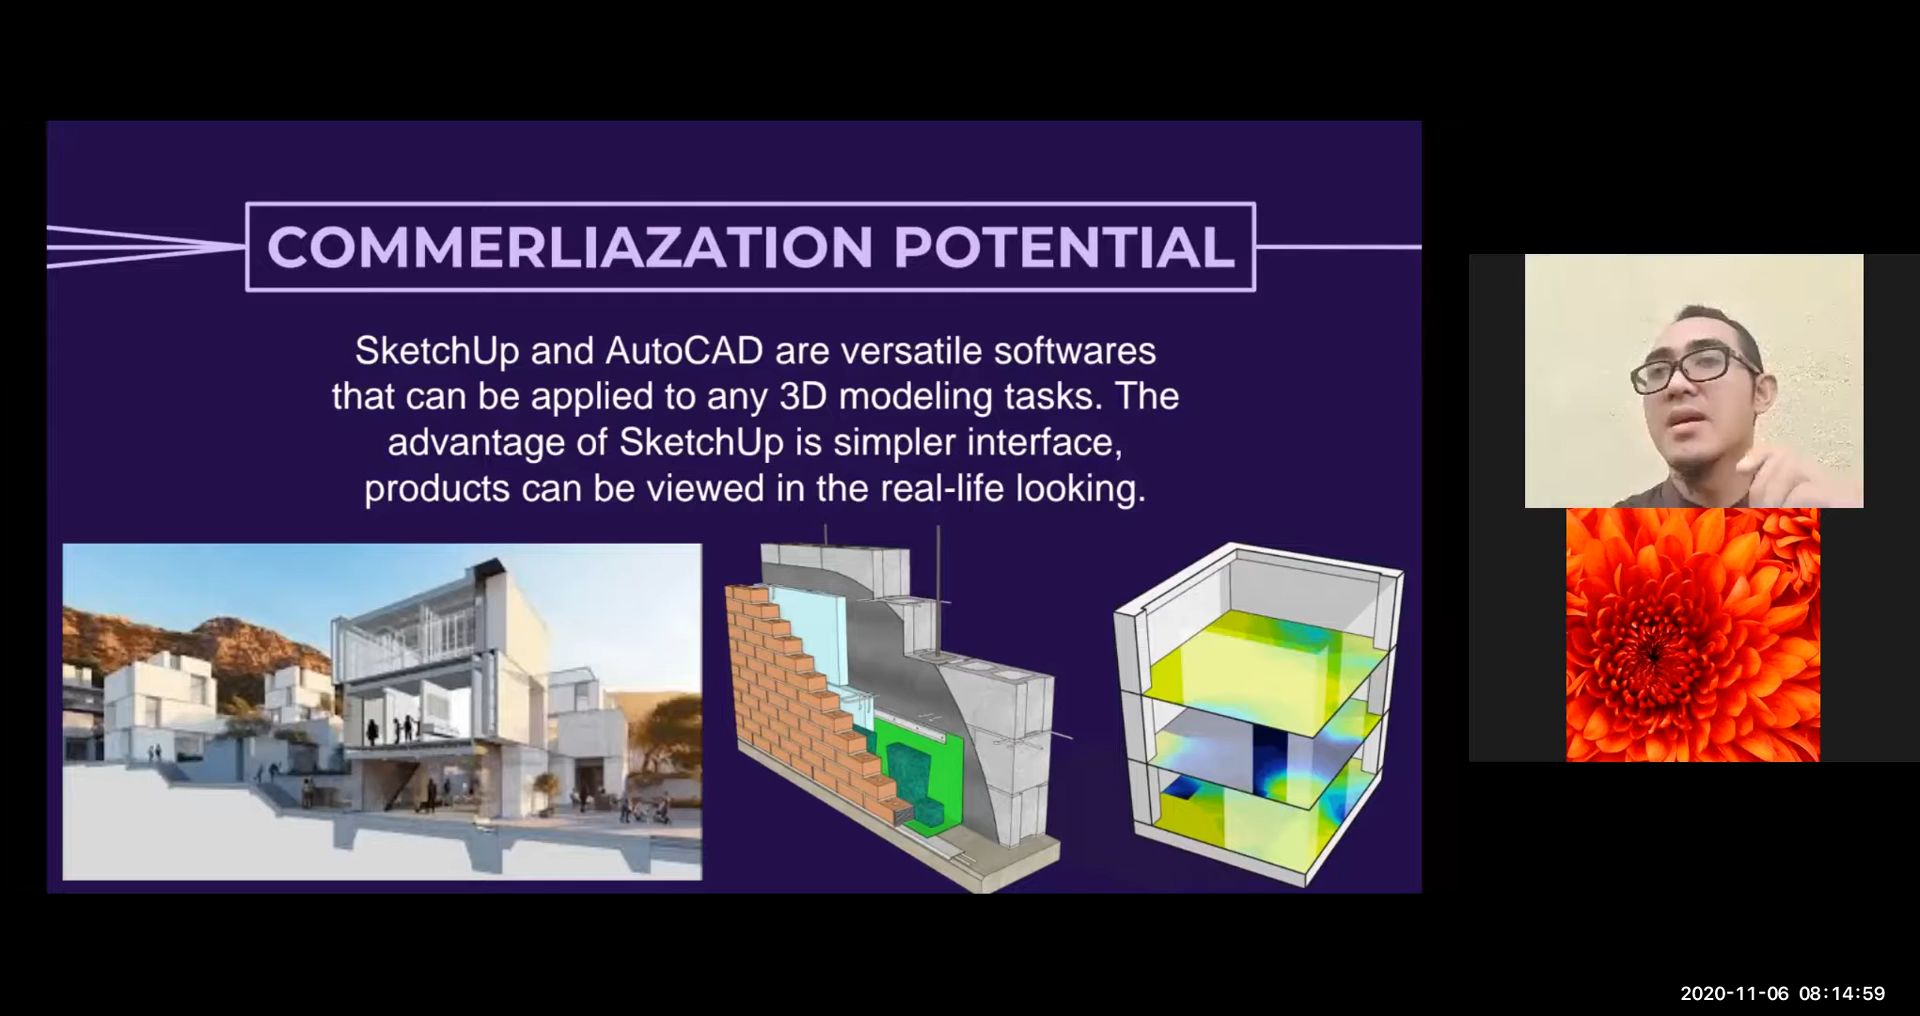 COMMERLIAZATION POTENTIAL
SketchUp and AutoCAD are versatile softwares
that can be applied to any 3D modeling tasks. The
advantage of SketchUp is simpler interface,
products can be viewed in the real-life looking.
2020-11-06 08:14:59